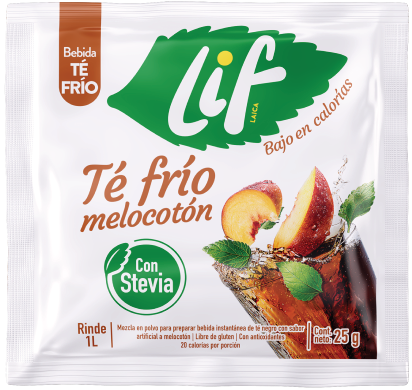 Bebida
TÉ
FRÍO
Lif
LAICA
Bajo en calorías
Té frío
melocotón
Con
Stevia
Rinde
1L
Mezcla en polvo para preparar bebida instantánea de té negro con sabor
artificial a melocotón | Libre de gluten | Con antioxidantes
20 calorías por porción
Cont.
neto: 25 g